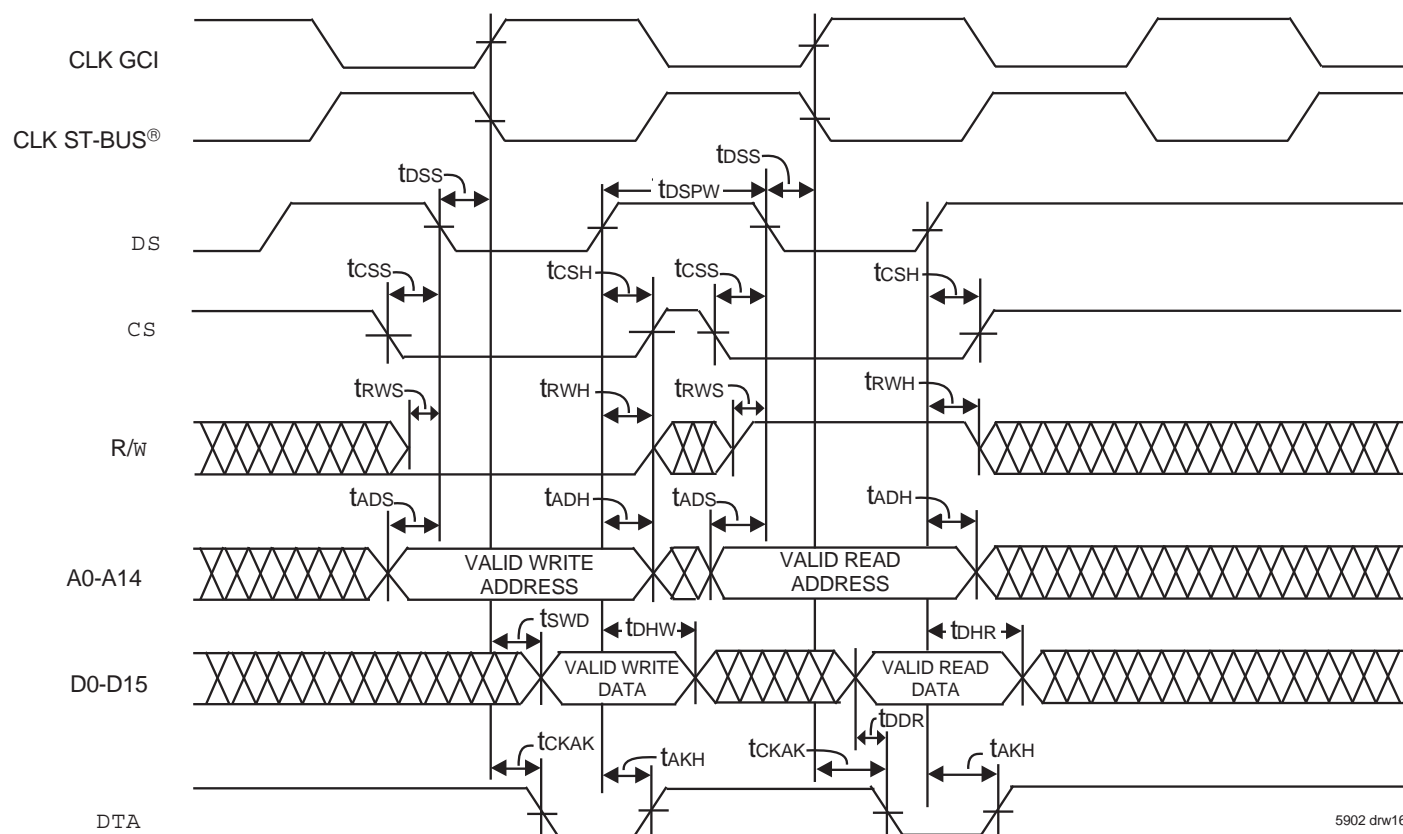 CLK GCI
CLK ST-BUS®
tDSS
tDSS
tDSPW
DS
tCSS
tCSH
tCSS
tCSH
CS
tRWS
tRWH
tRWS
tRWH
R/W
tADS
tADH
tADS
tADH
A0-A14
VALID WRITE
ADDRESS
VALID READ
ADDRESS
tSWD
tDHW
tDHR
D0-D15
VALID WRITE
DATA
VALID READ
DATA
tDDR
tCKAK
tAKH
tCKAK
tAKH
DTA
5902 drw16